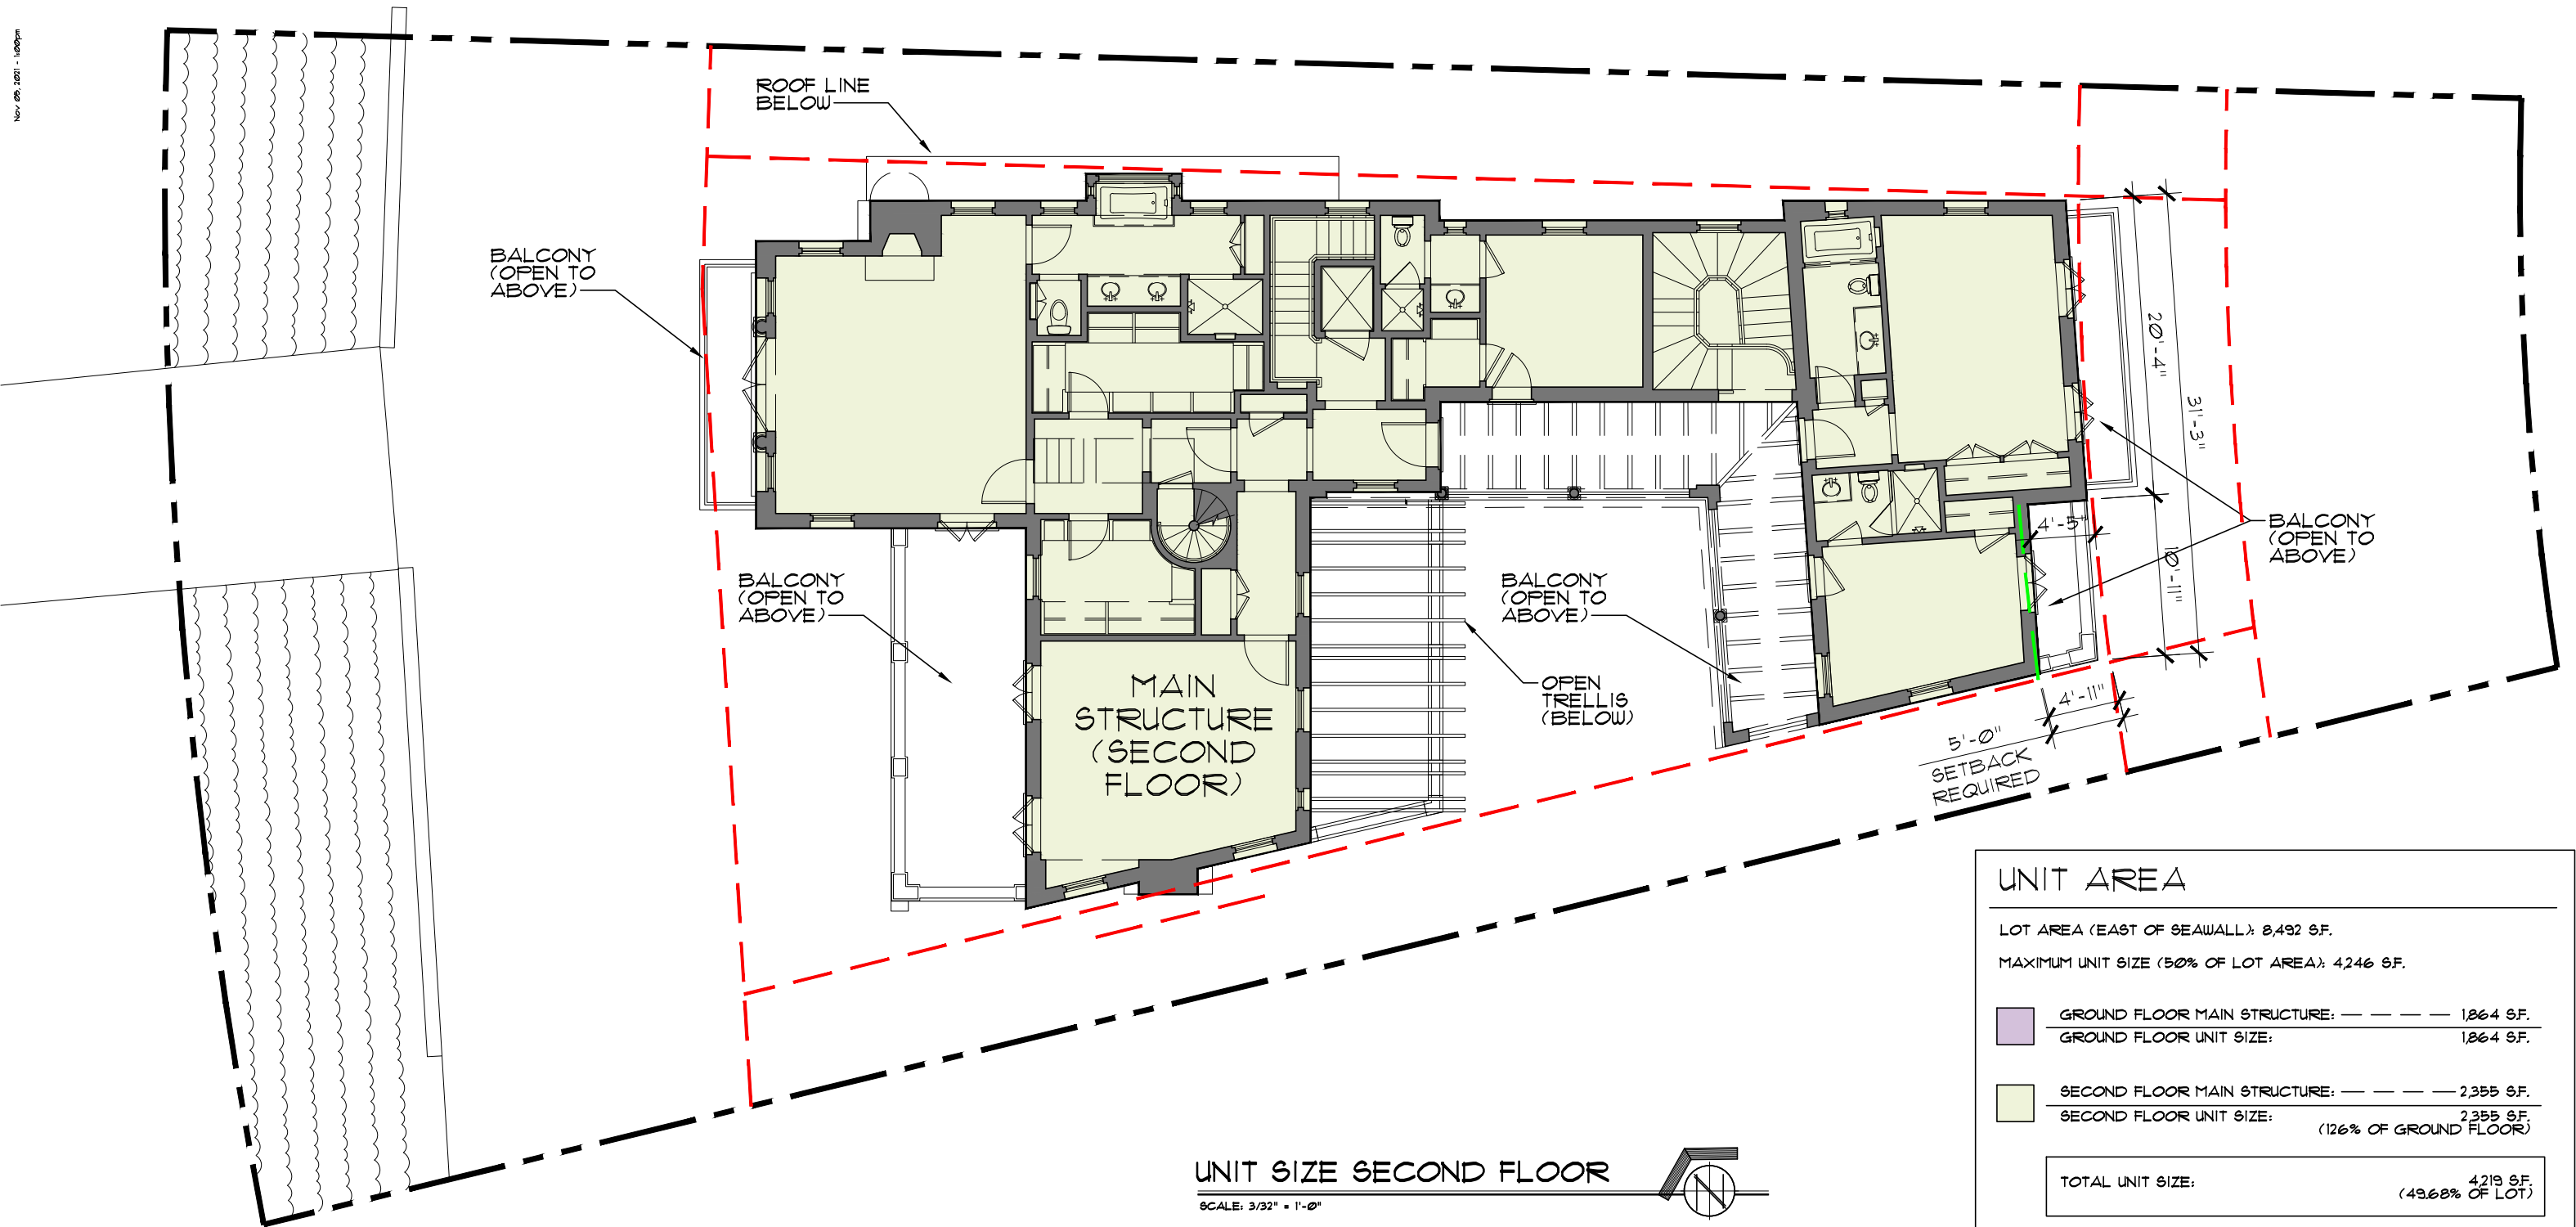 Nov 05, 2021 - 1:00pm
ROOF LINE
BELOW
BALCONY
(OPEN TO
ABOVE)
BALCONY
(OPEN TO
ABOVE)
BALCONY
(OPEN TO
ABOVE)
OPEN
TRELLIS
(BELOW)
MAIN
STRUCTURE
(SECOND
FLOOR)
20'-4"
31'-3"
4'-5"
10'-11"
BALCONY
(OPEN TO
ABOVE)
4'-11"
5'-0"
SETBACK
REQUIRED
UNIT AREA
LOT AREA (EAST OF SEAWALL): 8,492 S.F.
MAXIMUM UNIT SIZE (50% OF LOT AREA): 4,246 S.F.
GROUND FLOOR MAIN STRUCTURE: 1,864 S.F.
GROUND FLOOR UNIT SIZE: 1,864 S.F.
SECOND FLOOR MAIN STRUCTURE: 2,355 S.F.
SECOND FLOOR UNIT SIZE: 2,355 S.F.
(126% OF GROUND FLOOR)
TOTAL UNIT SIZE: 4,219 S.F.
(49.68% OF LOT)
UNIT SIZE SECOND FLOOR
SCALE: 3/32" = 1'-0"
N